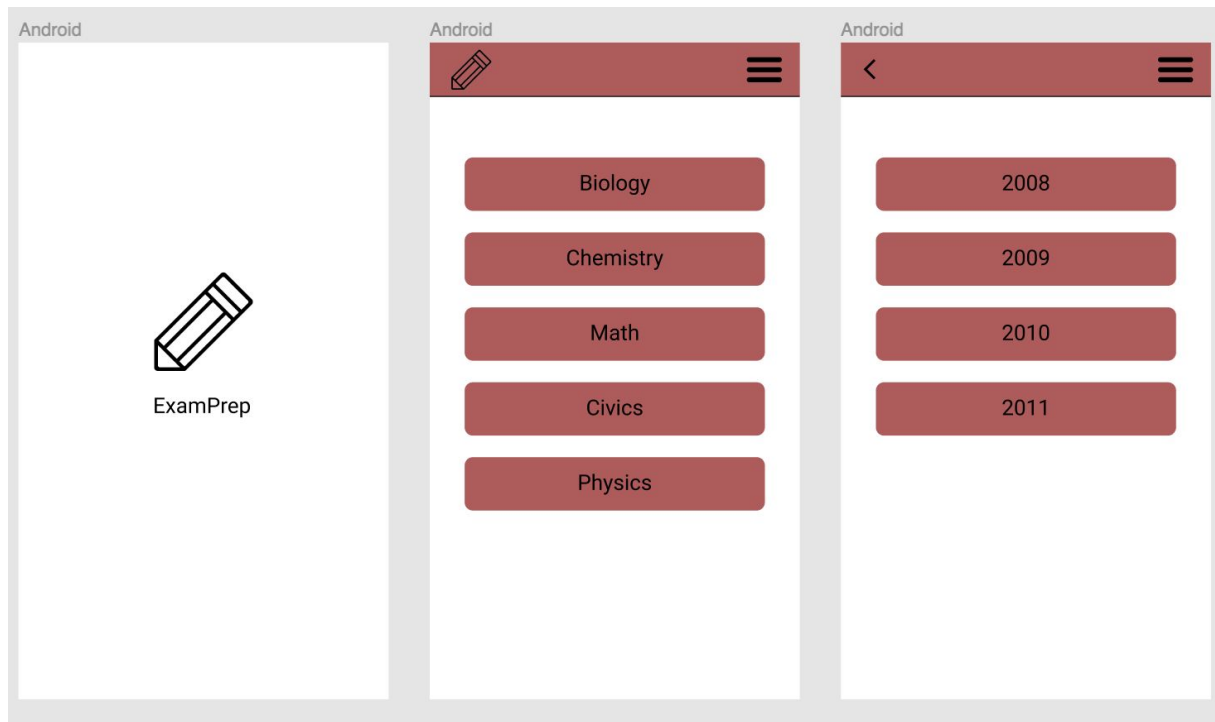 Android
ExamPrep
Android
Biology
Chemistry
Math
Civics
Physics
Android
2008
2009
2010
2011